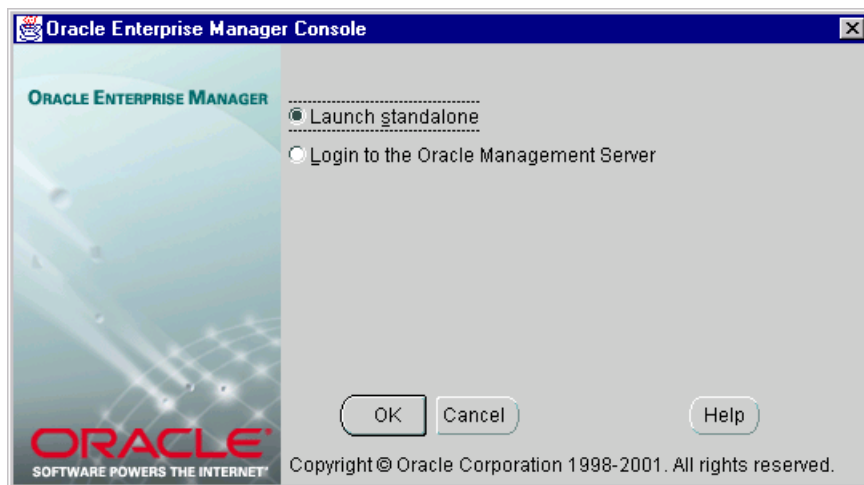 Oracle Enterprise Manager Console
ORACLE ENTERPRISE MANAGER
Launch standalone
Login to the Oracle Management Server
OK
Cancel
Help
ORACLE
SOFTWARE POWERS THE INTERNET
Copyright © Oracle Corporation 1998-2001. All rights reserved.